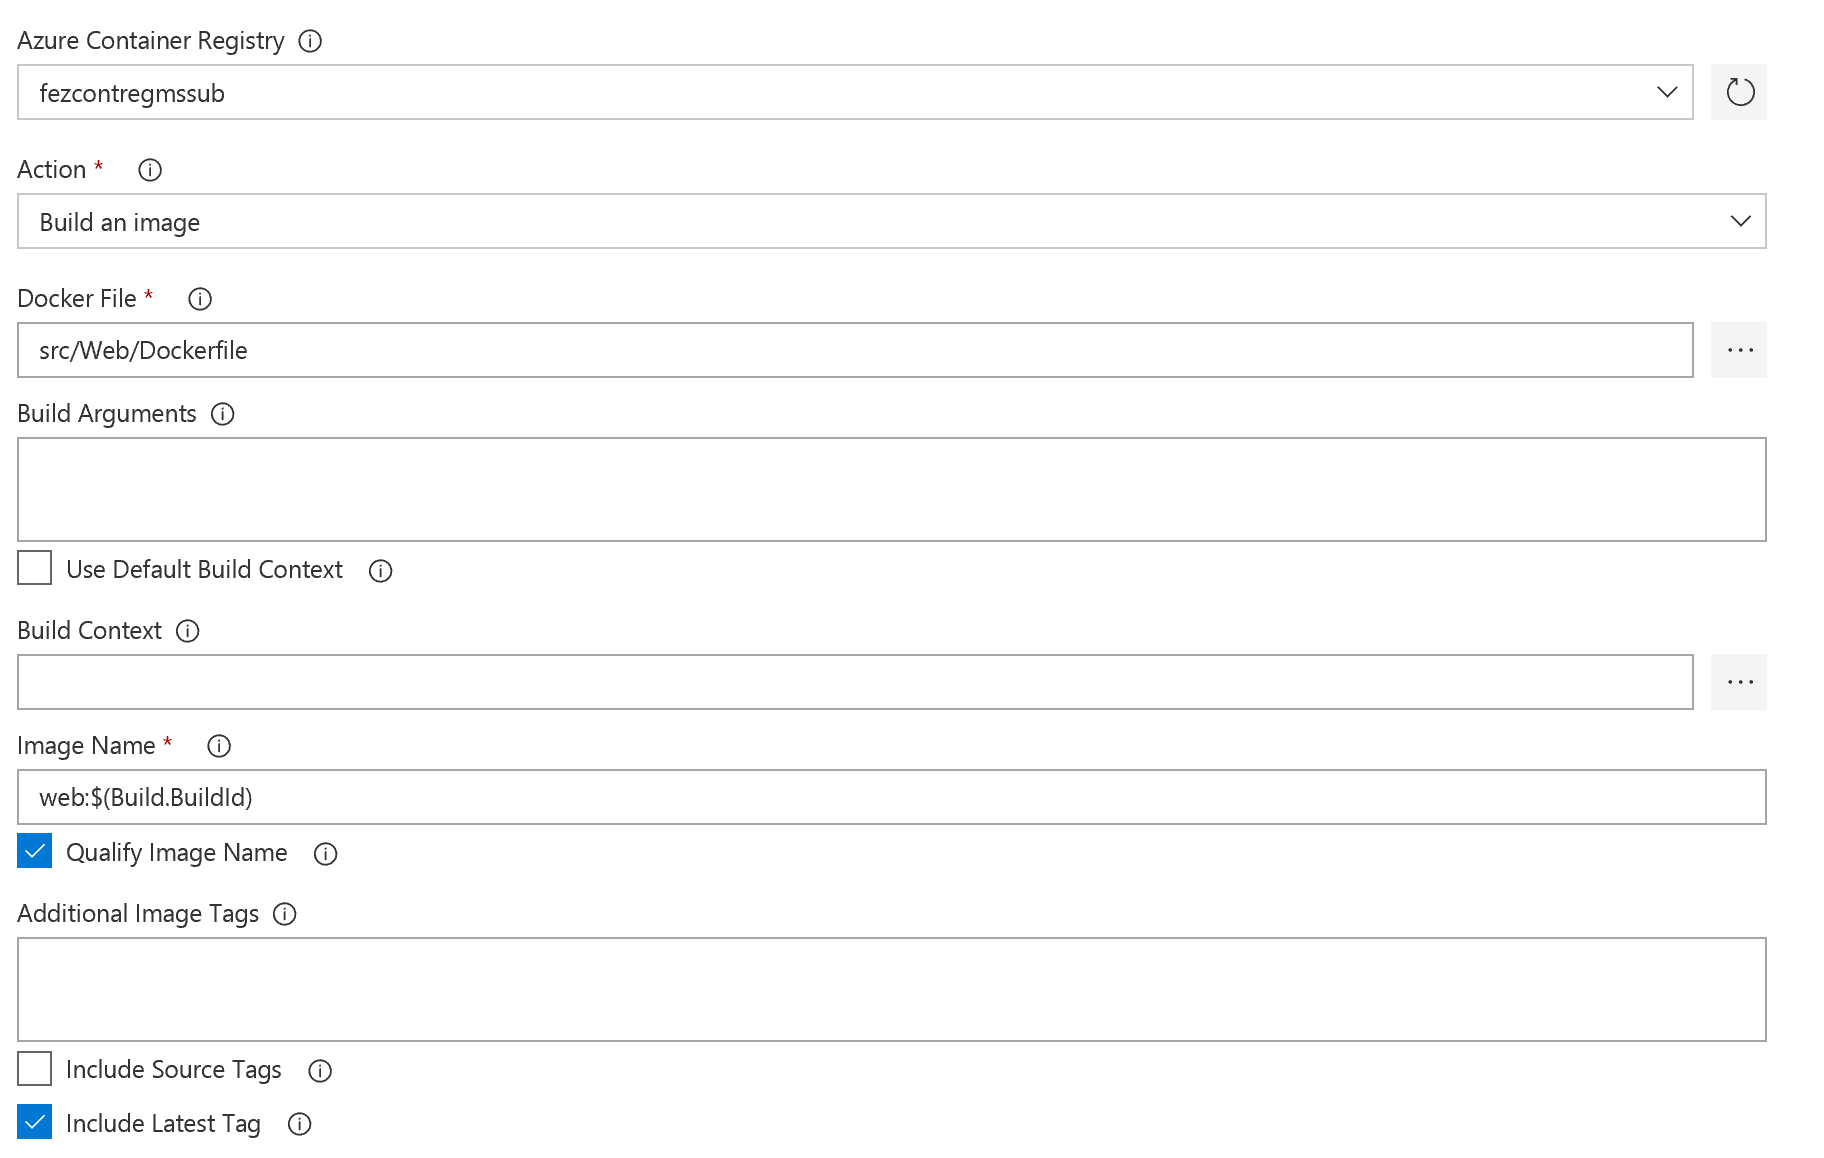 Azure Container Registry
fezcontregmssub
Action *
Build an image
Docker File *
src/Web/Dockerfile
Build Arguments
Use Default Build Context
Build Context
Image Name *
web:$(Build.BuildId)
Qualify Image Name
Additional Image Tags
Include Source Tags
Include Latest Tag